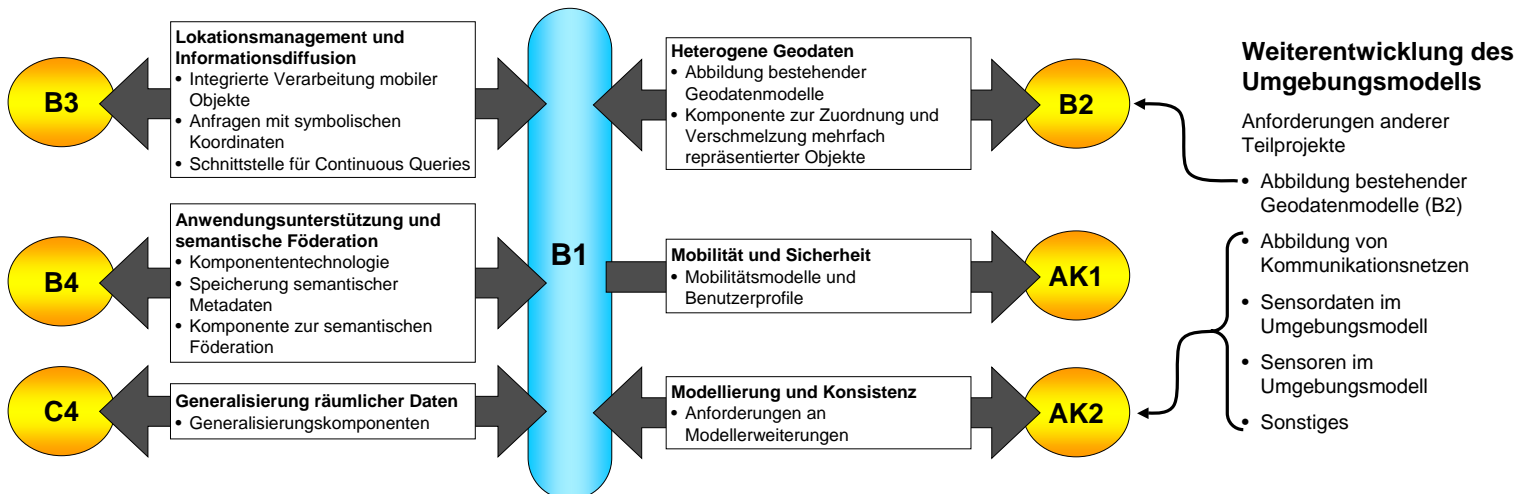 B3
Lokationsmanagement und
Informationsdiffusion
• Integrierte Verarbeitung mobiler
Objekte
• Anfragen mit symbolischen
Koordinaten
• Schnittstelle für Continuous Queries
B4
Anwendungsunterstützung und
semantische Föderation
• Komponententechnologie
• Speicherung semantischer
Metadaten
• Komponente zur semantischen
Föderation
C4
Generalisierung räumlicher Daten
• Generalisierungskomponenten
B1
Heterogene Geodaten
• Abbildung bestehender
Geodatenmodelle
• Komponente zur Zuordnung und
Verschmelzung mehrfach
repräsentierter Objekte
B2
Mobilität und Sicherheit
• Mobilitätsmodelle und
Benutzerprofile
AK1
Modellierung und Konsistenz
• Anforderungen an
Modellerweiterungen
AK2
Weiterentwicklung des
Umgebungsmodells
Anforderungen anderer
Teilprojekte
• Abbildung bestehender
Geodatenmodelle (B2)
• Abbildung von
Kommunikationsnetzen
• Sensordaten im
Umgebungsmodell
• Sensoren im
Umgebungsmodell
• Sonstiges